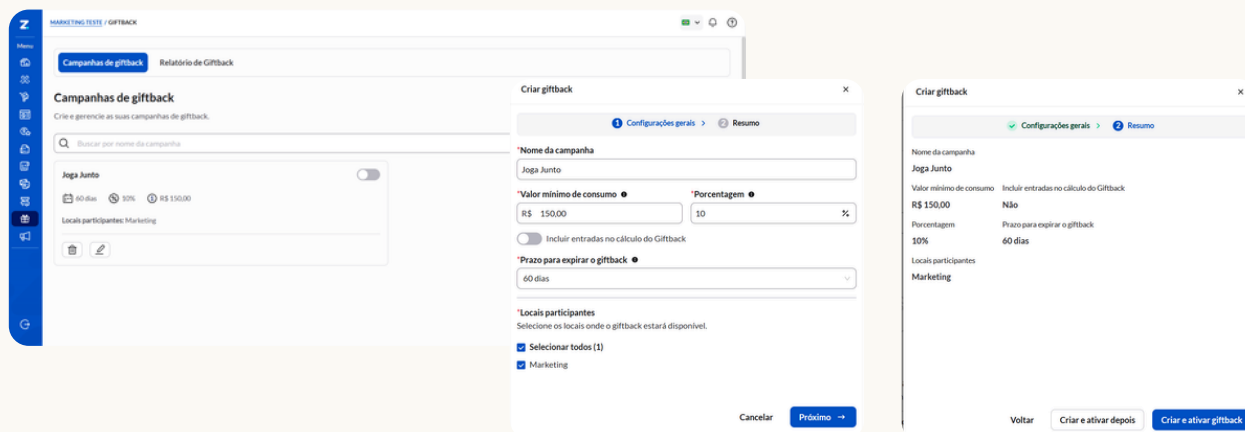 Z
MARKETING TESTE / GIFTBACK
Menu
Campanhas de giftback
Relatório de Giftback
Campanhas de giftback
Crie e gerencie as suas campanhas de giftback.
Buscar por nome da campanha
Joga Junto
60 dias 10% R$ 150,00
Locais participantes: Marketing
Criar giftback
1 Configurações gerais > 2 Resumo
*Nome da campanha
Joga Junto
*Valor mínimo de consumo *Porcentagem
R$ 150,00 10 %
Incluir entradas no cálculo do Giftback
*Prazo para expirar o giftback
60 dias
*Locais participantes
Selecione os locais onde o giftback estará disponível.
Selecionar todos (1)
Marketing
Cancelar Próximo →
Criar giftback
Configurações gerais > 2 Resumo
Nome da campanha
Joga Junto
Valor mínimo de consumo Incluir entradas no cálculo do Giftback
R$ 150,00 Não
Porcentagem Prazo para expirar o giftback
10% 60 dias
Locais participantes
Marketing
Voltar Criar e ativar depois Criar e ativar giftback